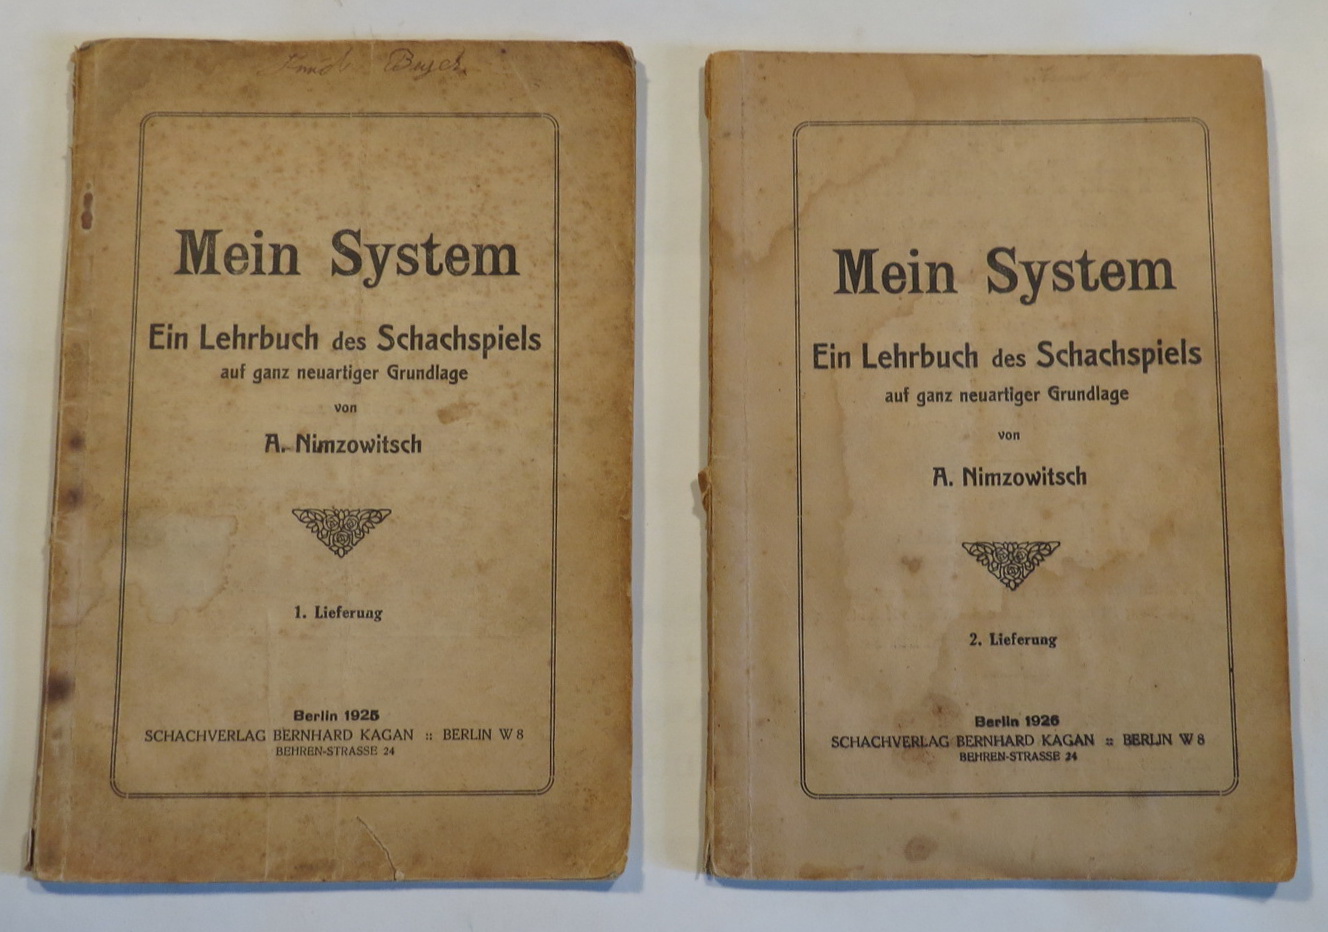 Mein System
Ein Lehrbuch des Schachspiels
auf ganz neuartiger Grundlage
von
A. Nimzowitsch
1. Lieferung
Berlin 1925
SCHACHVERLAG BERNHARD KAGAN :: BERLIN W 8
BEHREN-STRASSE 24
Mein System
Ein Lehrbuch des Schachspiels
auf ganz neuartiger Grundlage
von
A. Nimzowitsch
2. Lieferung
Berlin 1926
SCHACHVERLAG BERNHARD KAGAN :: BERLIN W 8
BEHREN-STRASSE 24